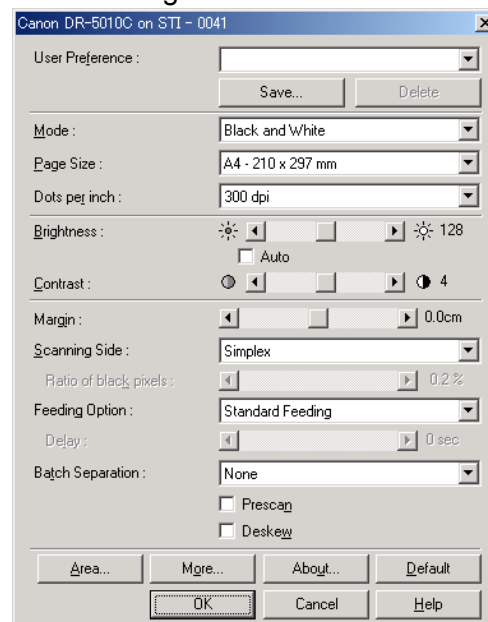 Canon DR-5010C on STI - 0041
User Preference :
Save... Delete
Mode : Black and White
Page Size : A4 - 210 x 297 mm
Dots per inch : 300 dpi
Brightness : 128
Auto
Contrast : 4
Margin : 0.0cm
Scanning Side : Simplex
Ratio of black pixels : 0.2 %
Feeding Option : Standard Feeding
Delay : 0 sec
Batch Separation : None
Prescan
Deskew
Area... More... About... Default
OK Cancel Help